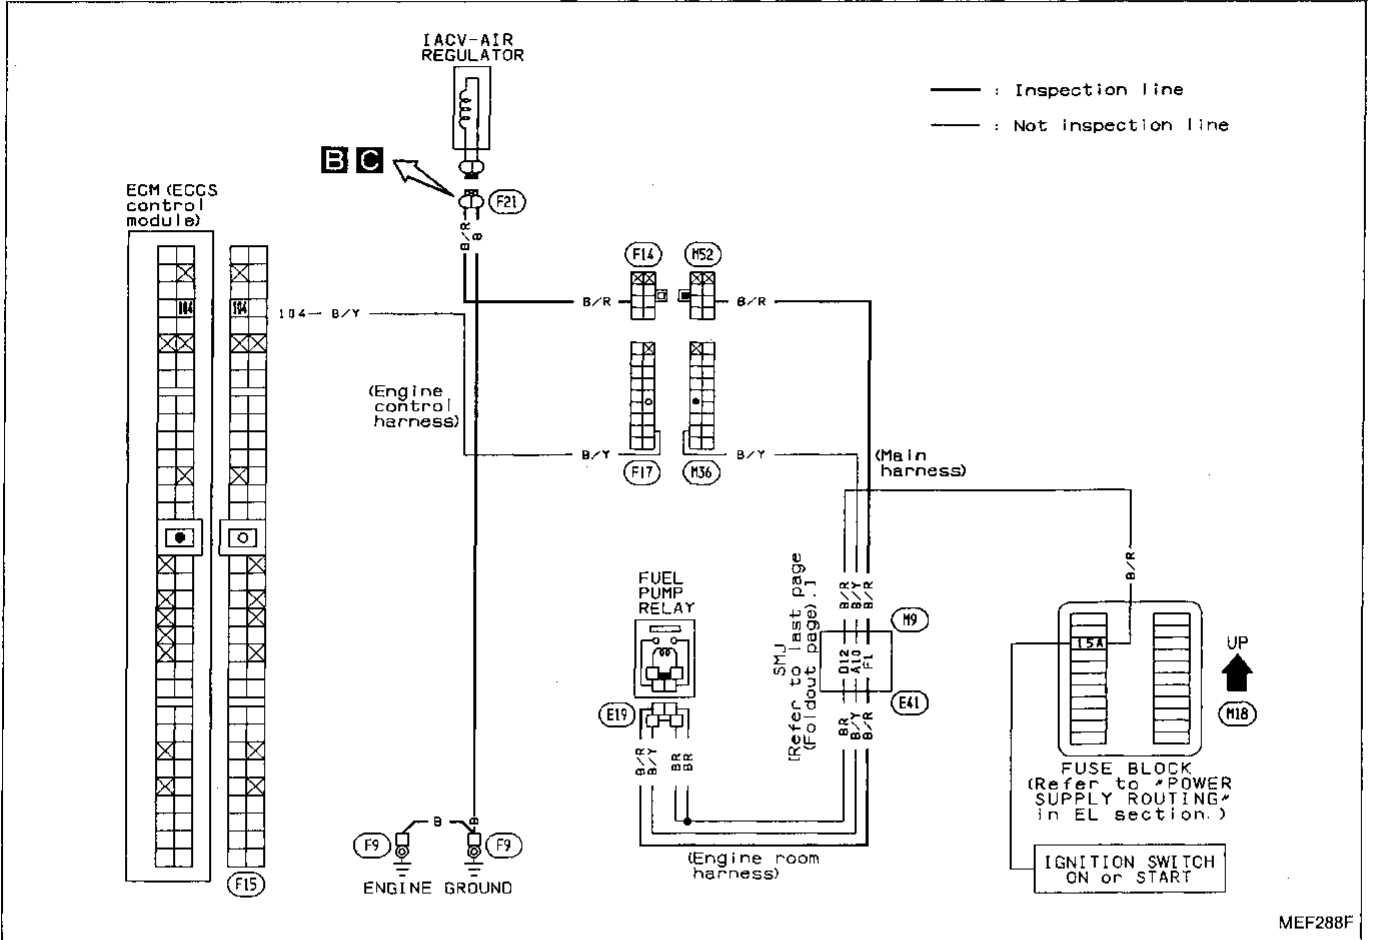 IACV-AIR
REGULATOR
: Inspection line
: Not inspection line
B C
F21
ECM (ECCS
control
module)
B/R
B
F14
M52
104
104
104
B/Y
B/R
B/R
(Engine
control
harness)
B/Y
B/Y
F17
M36
(Main
harness)
B/R
FUEL
PUMP
RELAY
SMJ
[Refer to last page
(Foldout page).]
B/R
B/Y
B/R
M9
D12
A10
F1
E41
BR
B/Y
B/R
E19
B/R
B/Y
BR
BR
15A
UP
M18
FUSE BLOCK
(Refer to "POWER
SUPPLY ROUTING"
in EL section.)
B
B
F9
F9
ENGINE GROUND
(Engine room
harness)
IGNITION SWITCH
ON or START
F15
MEF288F